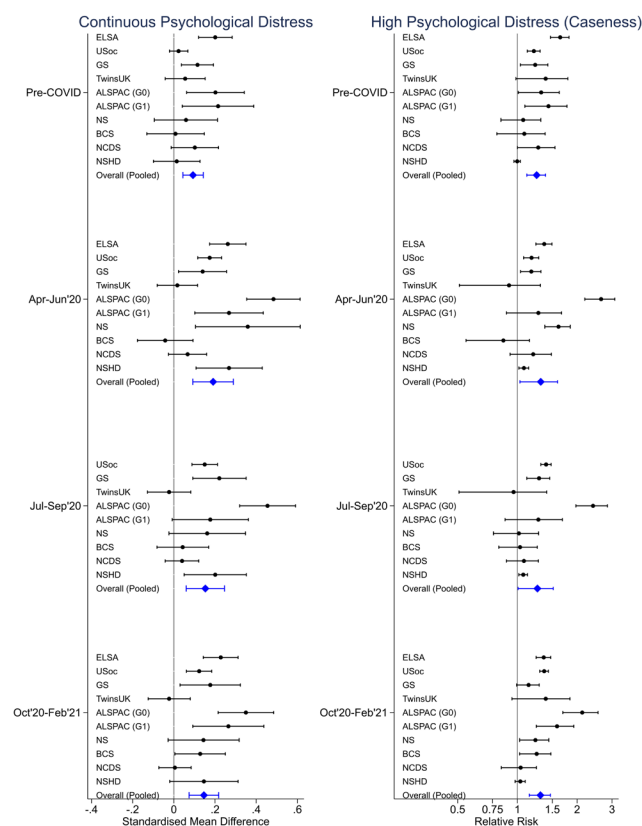 Continuous Psychological Distress
High Psychological Distress (Caseness)
Pre-COVID
ELSA
USoc
GS
TwinsUK
ALSPAC (G0)
ALSPAC (G1)
NS
BCS
NCDS
NSHD
Overall (Pooled)
Apr-Jun'20
ELSA
USoc
GS
TwinsUK
ALSPAC (G0)
ALSPAC (G1)
NS
BCS
NCDS
NSHD
Overall (Pooled)
Jul-Sep'20
USoc
GS
TwinsUK
ALSPAC (G0)
ALSPAC (G1)
NS
BCS
NCDS
NSHD
Overall (Pooled)
Oct'20-Feb'21
ELSA
USoc
GS
TwinsUK
ALSPAC (G0)
ALSPAC (G1)
NS
BCS
NCDS
NSHD
Overall (Pooled)
-.4 -.2 0 .2 .4 .6
Standardised Mean Difference
Pre-COVID
ELSA
USoc
GS
TwinsUK
ALSPAC (G0)
ALSPAC (G1)
NS
BCS
NCDS
NSHD
Overall (Pooled)
Apr-Jun'20
ELSA
USoc
GS
TwinsUK
ALSPAC (G0)
ALSPAC (G1)
NS
BCS
NCDS
NSHD
Overall (Pooled)
Jul-Sep'20
USoc
GS
TwinsUK
ALSPAC (G0)
ALSPAC (G1)
NS
BCS
NCDS
NSHD
Overall (Pooled)
Oct'20-Feb'21
ELSA
USoc
GS
TwinsUK
ALSPAC (G0)
ALSPAC (G1)
NS
BCS
NCDS
NSHD
Overall (Pooled)
0.5 0.75 1 1.5 2 3
Relative Risk